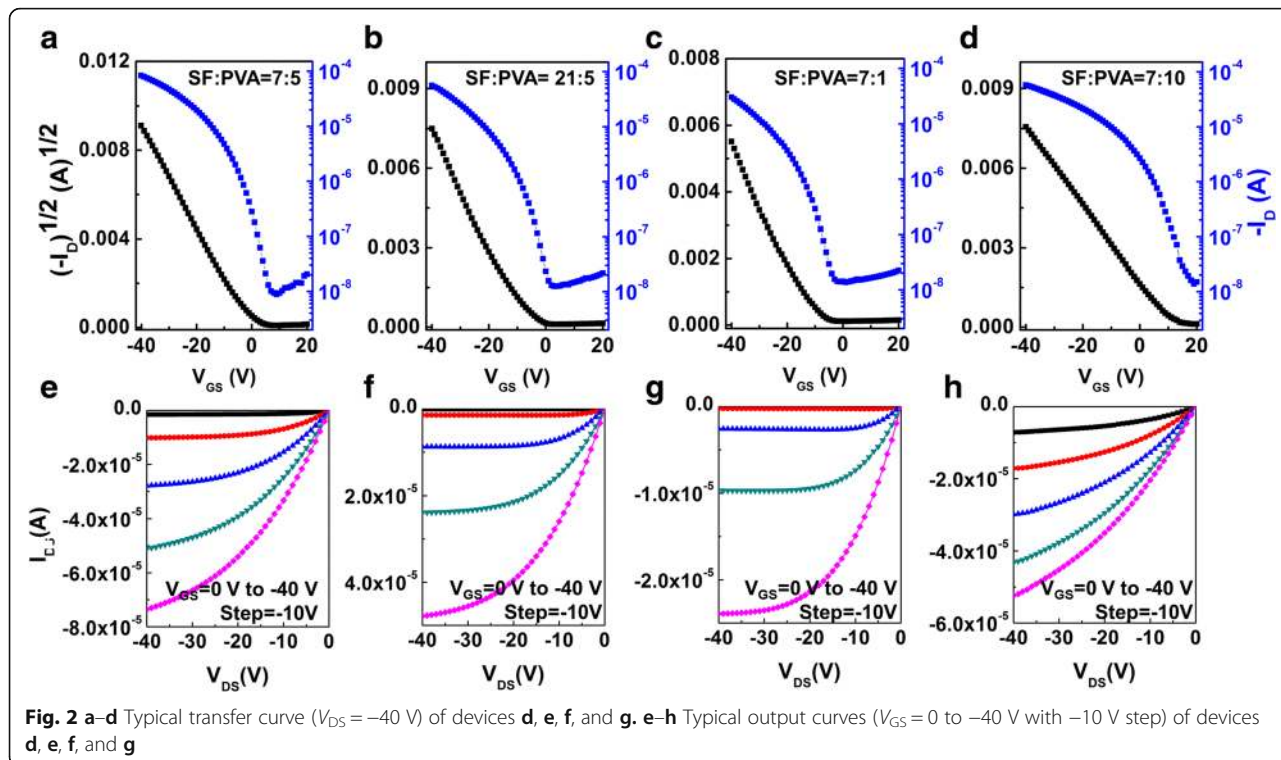 a
b
c
d
SF:PVA=7:5
SF:PVA= 21:5
SF:PVA=7:1
SF:PVA=7:10
(-I_D)^1/2 (A)^1/2
0.012
0.008
0.004
0.000
10^-4
10^-5
10^-6
10^-7
10^-8
-40 -20 0 20
V_GS (V)
0.009
0.006
0.003
0.000
10^-4
10^-5
10^-6
10^-7
10^-8
-40 -20 0 20
V_GS (V)
0.008
0.006
0.004
0.002
0.000
10^-4
10^-5
10^-6
10^-7
10^-8
-40 -20 0 20
V_GS (V)
0.009
0.006
0.003
0.000
10^-4
10^-5
10^-6
10^-7
10^-8
-I_D (A)
-40 -20 0 20
V_GS (V)
e
f
g
h
0.0
-2.0x10^-5
-4.0x10^-5
-6.0x10^-5
-8.0x10^-5
V_GS=0 V to -40 V
Step=-10V
-40 -30 -20 -10 0
V_DS(V)
0.0
2.0x10^-5
4.0x10^-5
V_GS=0 V to -40 V
Step=-10V
-40 -30 -20 -10 0
V_DS(V)
0.0
-5.0x10^-6
-1.0x10^-5
-1.5x10^-5
-2.0x10^-5
V_GS=0 V to -40 V
Step=-10V
-40 -30 -20 -10 0
V_DS(V)
0.0
-2.0x10^-5
-4.0x10^-5
-6.0x10^-5
V_GS=0 V to -40 V
Step=-10V
-40 -30 -20 -10 0
V_DS(V)
Fig. 2 a–d Typical transfer curve (V_DS = −40 V) of devices d, e, f, and g. e–h Typical output curves (V_GS = 0 to −40 V with −10 V step) of devices
d, e, f, and g